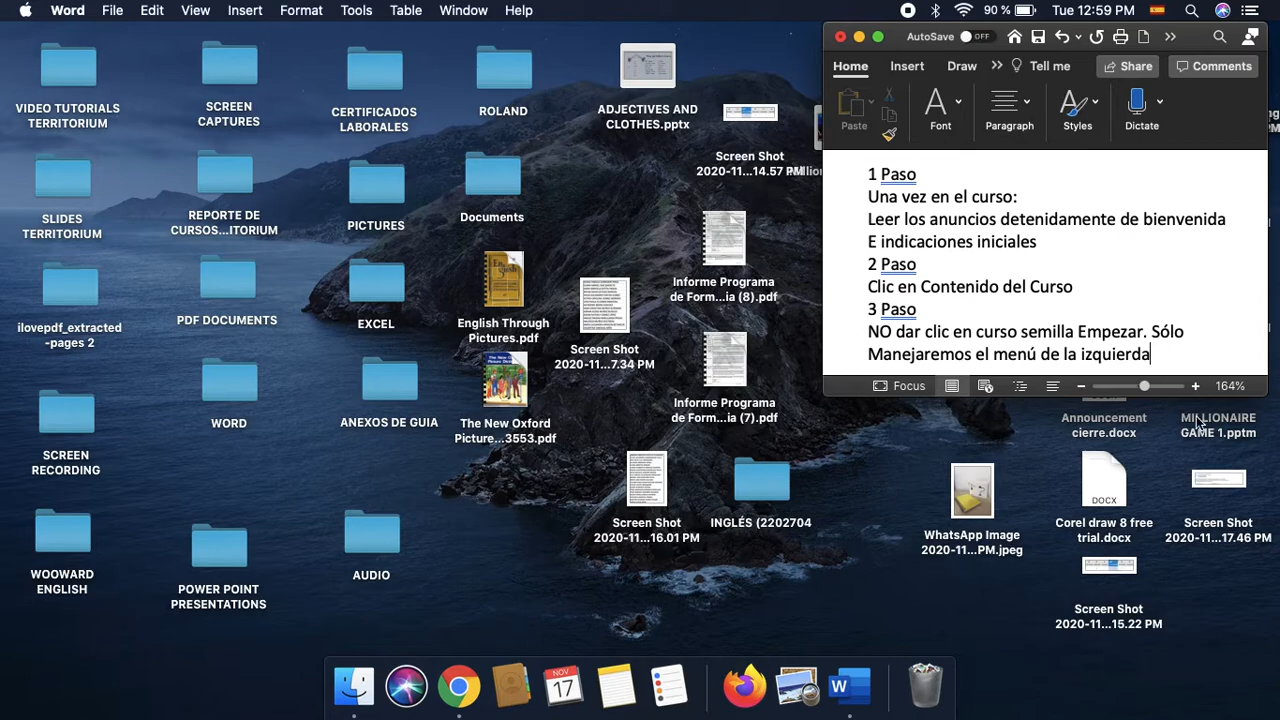 Word File Edit View Insert Format Tools Table Window Help 90 % Tue 12:59 PM
AutoSave OFF
Home Insert Draw Tell me Share Comments
Paste Font Paragraph Styles Dictate
1 Paso
Una vez en el curso:
Leer los anuncios detenidamente de bienvenida
E indicaciones iniciales
2 Paso
Clic en Contenido del Curso
3 Paso
NO dar clic en curso semilla Empezar. Sólo
Manejaremos el menú de la izquierda
Focus 164%
VIDEO TUTORIALS
TERRITORIUM
SCREEN
CAPTURES
CERTIFICADOS
LABORALES
ROLAND
ADJECTIVES AND
CLOTHES.pptx
Screen Shot
2020-11...14.57 PM
SLIDES
TERRITORIUM
REPORTE DE
CURSOS...ITORIUM
PICTURES
Documents
Informe Programa
de Form...ia (8).pdf
ilovepdf_extracted
-pages 2
PDF DOCUMENTS
EXCEL
English Through
Pictures.pdf
Screen Shot
2020-11...7.34 PM
Informe Programa
de Form...ia (7).pdf
SCREEN
RECORDING
WORD
ANEXOS DE GUIA
The New Oxford
Picture...3553.pdf
Announcement
cierre.docx
MILLIONAIRE
GAME 1.pptm
WOOWARD
ENGLISH
POWER POINT
PRESENTATIONS
AUDIO
Screen Shot
2020-11...16.01 PM
INGLÉS (2202704
WhatsApp Image
2020-11...PM.jpeg
DOCX
Corel draw 8 free
trial.docx
Screen Shot
2020-11...17.46 PM
Screen Shot
2020-11...15.22 PM
NOV
17